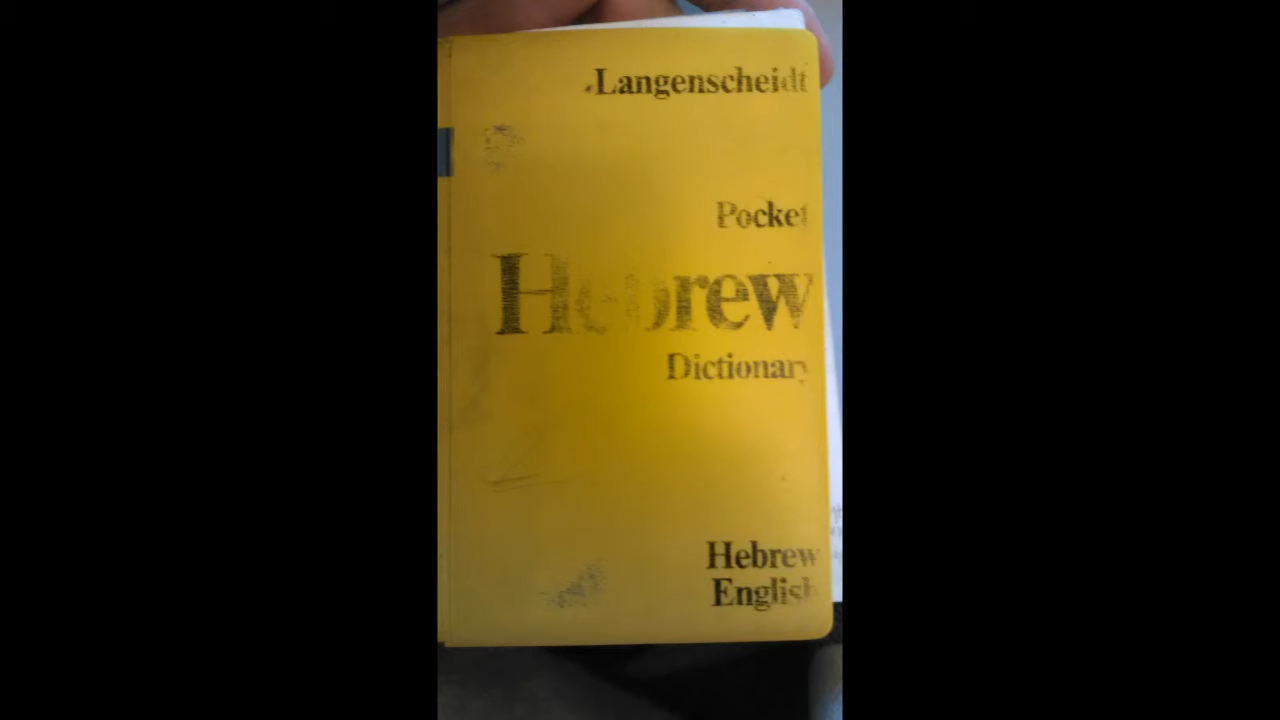 Langenscheidt
Pocket
Hebrew
Dictionary
Hebrew
English